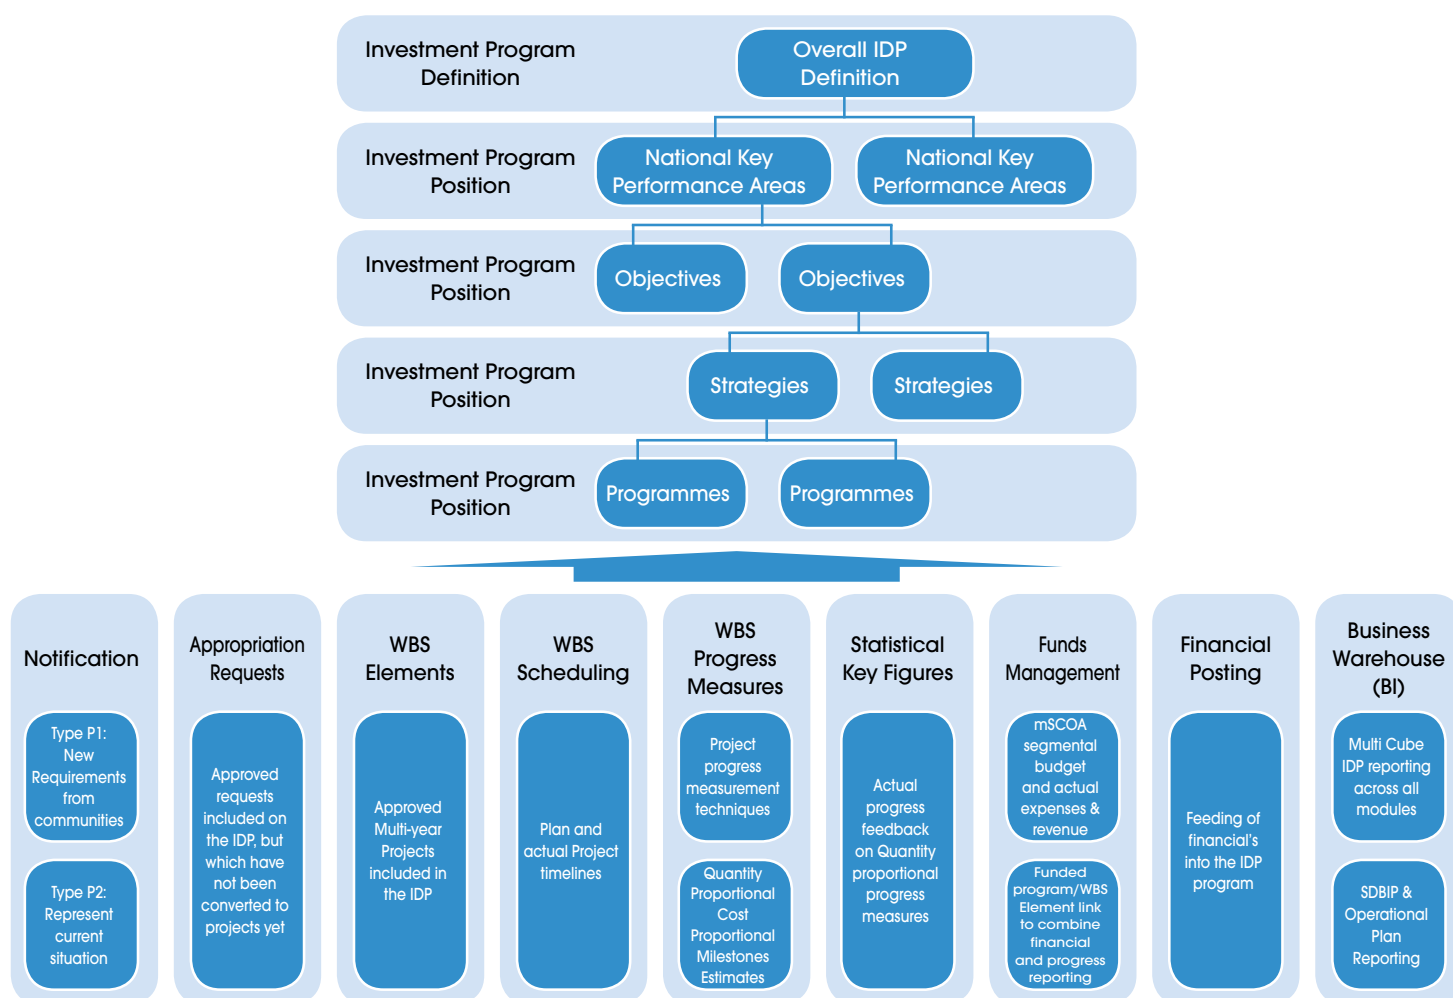 Investment Program
Definition
Overall IDP
Definition
Investment Program
Position
National Key
Performance Areas
National Key
Performance Areas
Investment Program
Position
Objectives
Objectives
Investment Program
Position
Strategies
Strategies
Investment Program
Position
Programmes
Programmes
Notification
Type P1:
New
Requirements
from
communities
Type P2:
Represent
current
situation
Appropriation
Requests
Approved
requests
included on
the IDP, but
which have
not been
converted to
projects yet
WBS
Elements
Approved
Multi-year
Projects
included in
the IDP
WBS
Scheduling
Plan and
actual Project
timelines
WBS
Progress
Measures
Project
progress
measurement
techniques
Quantity
Proportional
Cost
Proportional
Milestones
Estimates
Statistical
Key Figures
Actual
progress
feedback
on Quantity
proportional
progress
measures
Funds
Management
mSCOA
segmental
budget
and actual
expenses &
revenue
Funded
program/WBS
Element link
to combine
financial
and progress
reporting
Financial
Posting
Feeding of
financial's
into the IDP
program
Business
Warehouse
(BI)
Multi Cube
IDP reporting
across all
modules
SDBIP &
Operational
Plan
Reporting